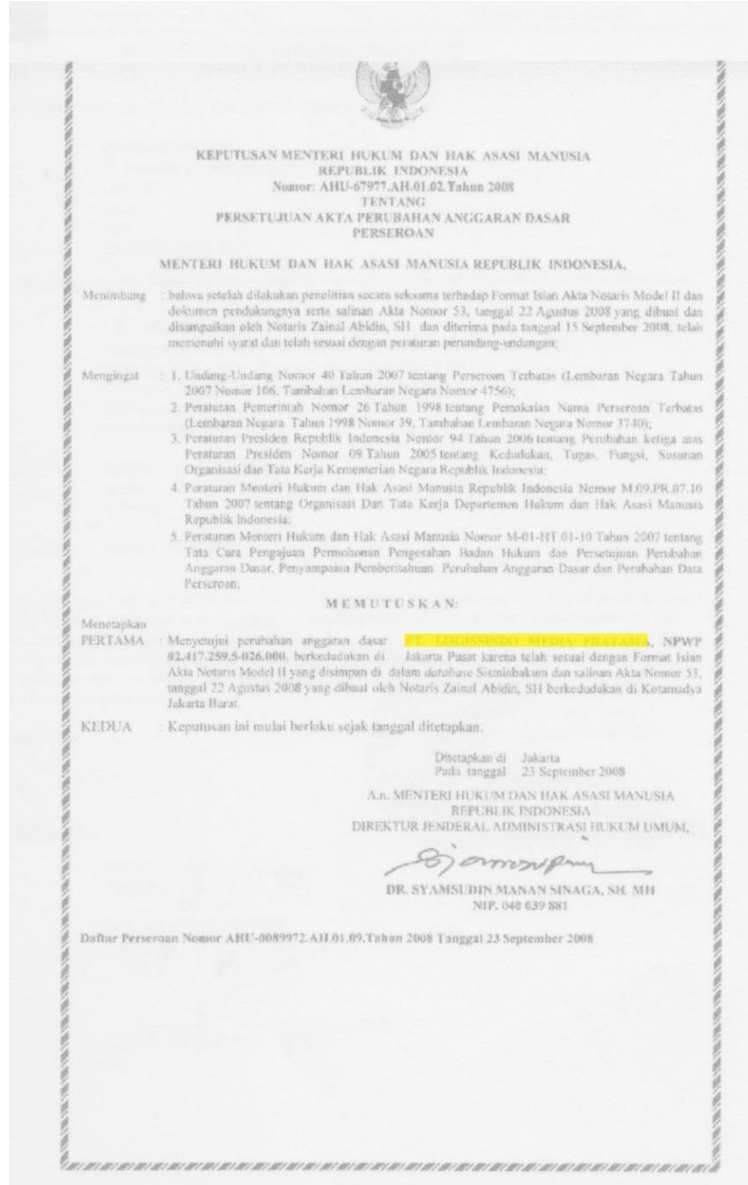 KEPUTUSAN MENTERI HUKUM DAN HAK ASASI MANUSIA
REPUBLIK INDONESIA
Nomor: AHU-67977.AH.01.02.Tahun 2008
TENTANG
PERSETUJUAN AKTA PERUBAHAN ANGGARAN DASAR
PERSEROAN
MENTERI HUKUM DAN HAK ASASI MANUSIA REPUBLIK INDONESIA,
Menimbang : bahwa setelah dilakukan penelitian secara seksama terhadap Format Isian Akta Notaris Model II dan
dokumen pendukungnya serta salinan Akta Nomor 53, tanggal 22 Agustus 2008 yang dibuat dan
disampaikan oleh Notaris Zainal Abidin, SH dan diterima pada tanggal 15 September 2008, telah
memenuhi syarat dan telah sesuai dengan peraturan perundang-undangan;
Mengingat : 1. Undang-Undang Nomor 40 Tahun 2007 tentang Perseroan Terbatas (Lembaran Negara Tahun
2007 Nomor 106, Tambahan Lembaran Negara Nomor 4756);
2. Peraturan Pemerintah Nomor 26 Tahun 1998 tentang Pemakaian Nama Perseroan Terbatas
(Lembaran Negara Tahun 1998 Nomor 39, Tambahan Lembaran Negara Nomor 3740);
3. Peraturan Presiden Republik Indonesia Nomor 94 Tahun 2006 tentang Perubahan ketiga atas
Peraturan Presiden Nomor 09 Tahun 2005 tentang Kedudukan, Tugas, Fungsi, Susunan
Organisasi dan Tata Kerja Kementerian Negara Republik Indonesia;
4. Peraturan Menteri Hukum dan Hak Asasi Manusia Republik Indonesia Nomor M.09.PR.07.10
Tahun 2007 tentang Organisasi Dan Tata Kerja Departemen Hukum dan Hak Asasi Manusia
Republik Indonesia;
5. Peraturan Menteri Hukum dan Hak Asasi Manusia Nomor M-01-HT.01-10 Tahun 2007 tentang
Tata Cara Pengajuan Permohonan Pengesahan Badan Hukum dan Persetujuan Perubahan
Anggaran Dasar, Penyampaian Pemberitahuan Perubahan Anggaran Dasar dan Perubahan Data
Perseroan;
MEMUTUSKAN:
Menetapkan
PERTAMA : Menyetujui perubahan anggaran dasar PT. LOGISSINDO MEDIA PRATAMA, NPWP
02.417.259.5-026.000, berkedudukan di Jakarta Pusat karena telah sesuai dengan Format Isian
Akta Notaris Model II yang disimpan di dalam database Sisminbakum dan salinan Akta Nomor 53,
tanggal 22 Agustus 2008 yang dibuat oleh Notaris Zainal Abidin, SH berkedudukan di Kotamadya
Jakarta Barat.
KEDUA : Keputusan ini mulai berlaku sejak tanggal ditetapkan.
Ditetapkan di Jakarta
Pada tanggal 23 September 2008
A.n. MENTERI HUKUM DAN HAK ASASI MANUSIA
REPUBLIK INDONESIA
DIREKTUR JENDERAL ADMINISTRASI HUKUM UMUM,
DR. SYAMSUDIN MANAN SINAGA, SH. MH
NIP. 040 039 881
Daftar Perseroan Nomor AHU-0089972.AH.01.09.Tahun 2008 Tanggal 23 September 2008